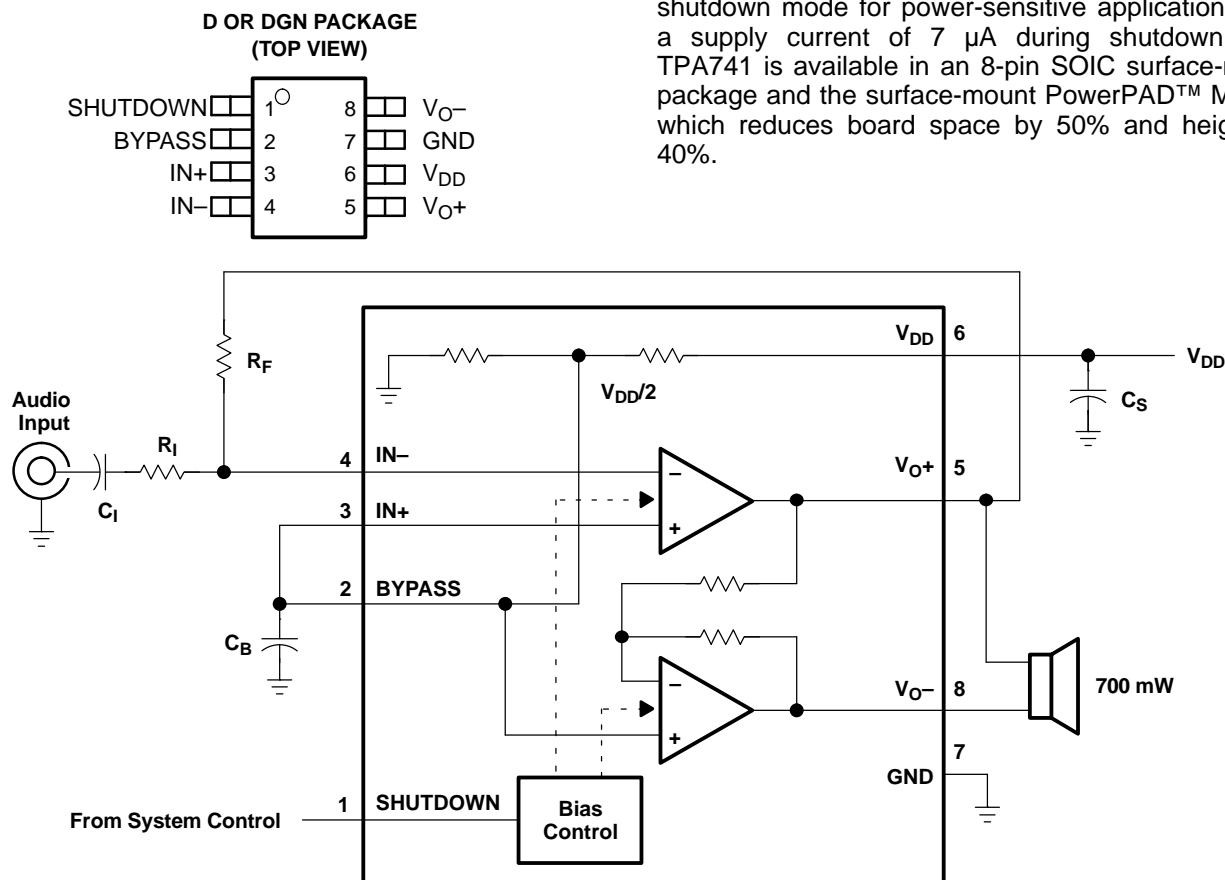 D OR DGN PACKAGE
(TOP VIEW)
SHUTDOWN 1 8 VO–
BYPASS 2 7 GND
IN+ 3 6 VDD
IN– 4 5 VO+
shutdown mode for power-sensitive application
a supply current of 7 µA during shutdown
TPA741 is available in an 8-pin SOIC surface-
package and the surface-mount PowerPAD™ M
which reduces board space by 50% and heig
40%.
VDD 6
VDD
RF
VDD/2
CS
Audio
Input
RI
CI
4 IN–
–
VO+ 5
3 IN+
+
2 BYPASS
CB
–
VO– 8
700 mW
+
7
GND
1 SHUTDOWN
Bias
Control
From System Control